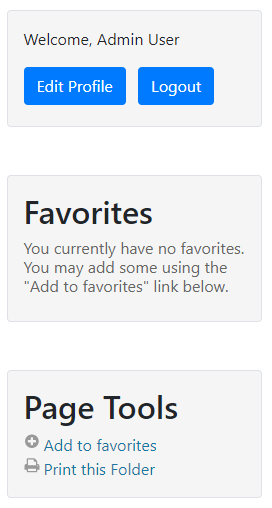 Welcome, Admin User
Edit Profile Logout
Favorites
You currently have no favorites.
You may add some using the
"Add to favorites" link below.
Page Tools
Add to favorites
Print this Folder